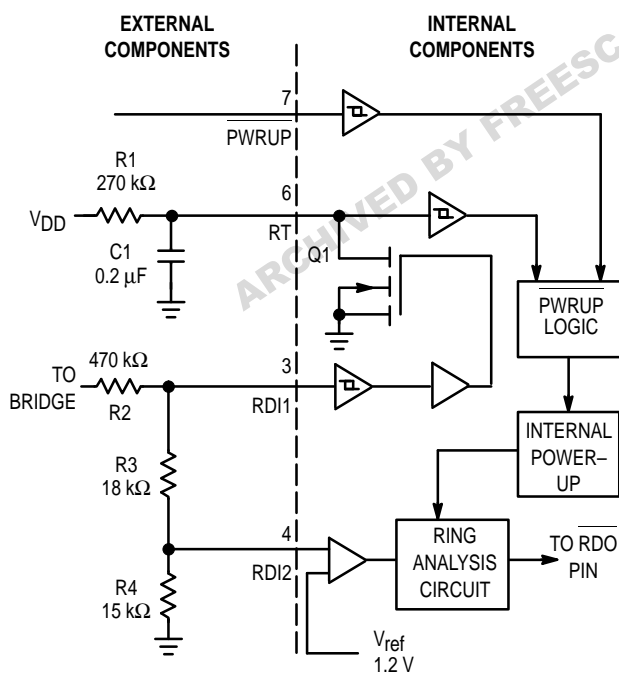 EXTERNAL
COMPONENTS
INTERNAL
COMPONENTS
ARCHIVED BY FREESC
7
PWRUP
R1
270 kΩ
6
VDD
RT
Q1
C1
0.2 μF
PWRUP
LOGIC
470 kΩ
3
TO
BRIDGE
R2
RDI1
INTERNAL
POWER–
UP
R3
18 kΩ
4
RDI2
RING
ANALYSIS
CIRCUIT
TO RDO
PIN
R4
15 kΩ
Vref
1.2 V